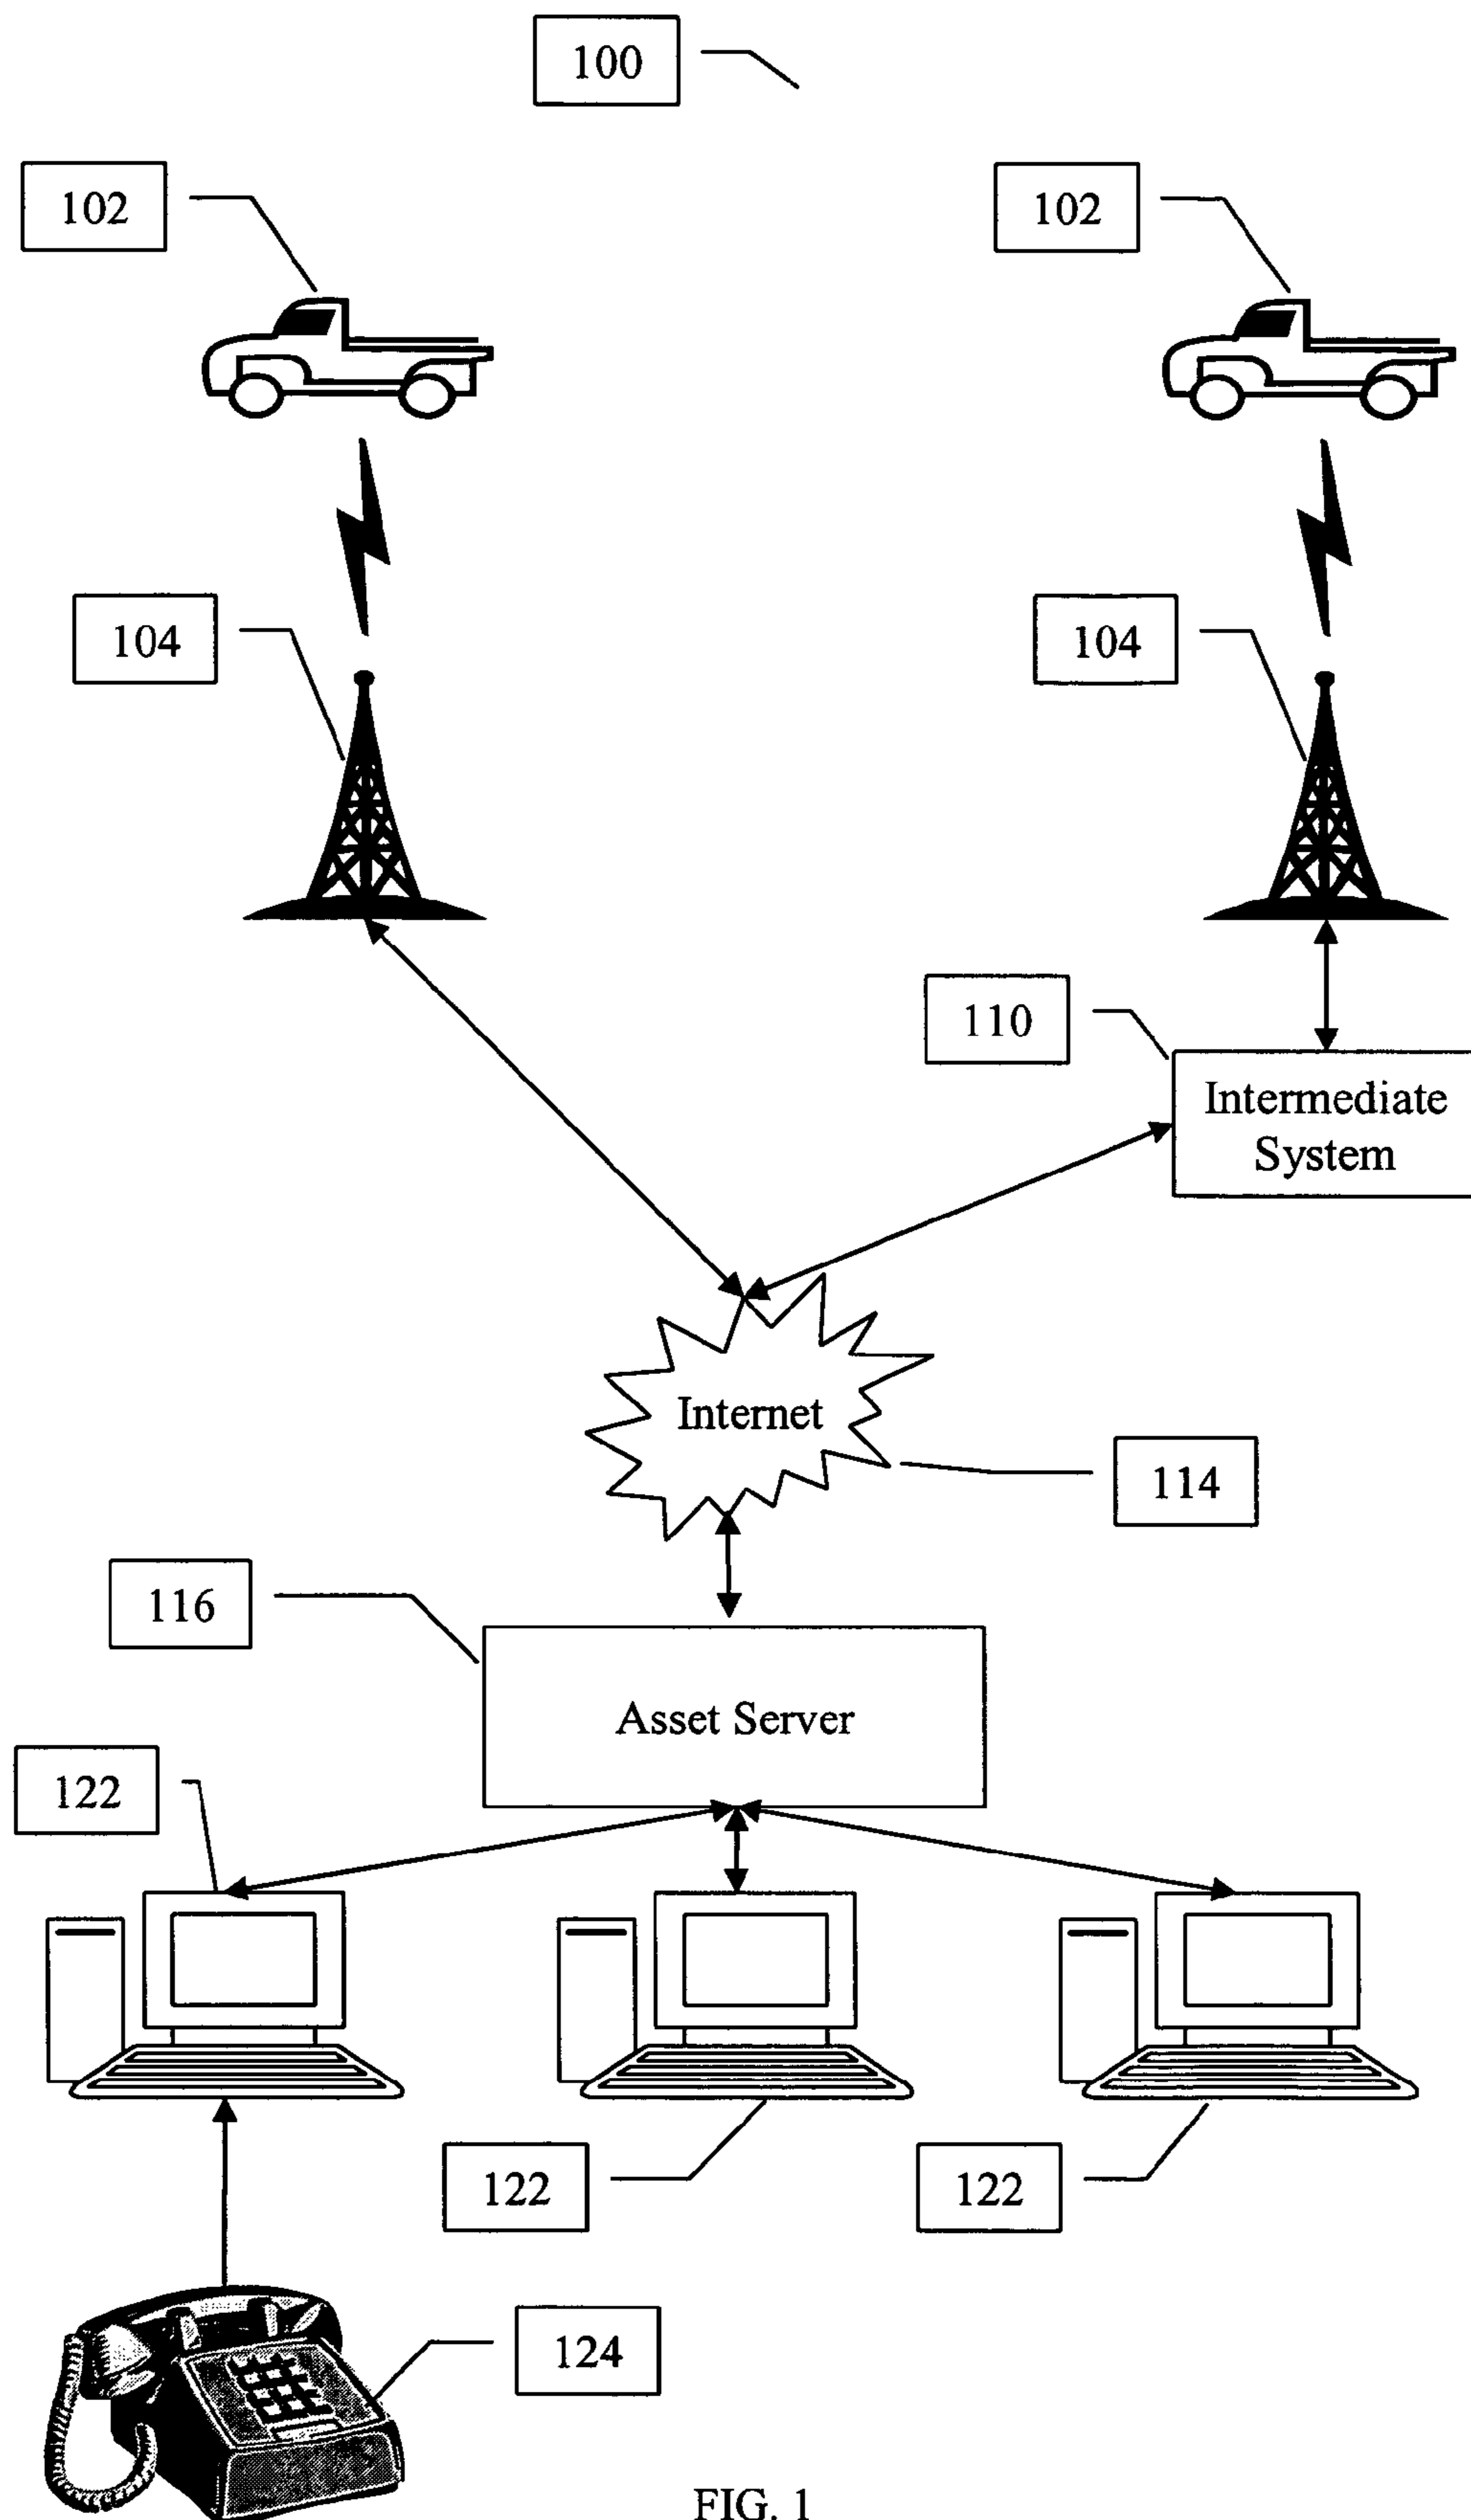 100
102
102
104
104
110
Intermediate
System
Internet
114
116
Asset Server
122
122
122
124
FIG. 1